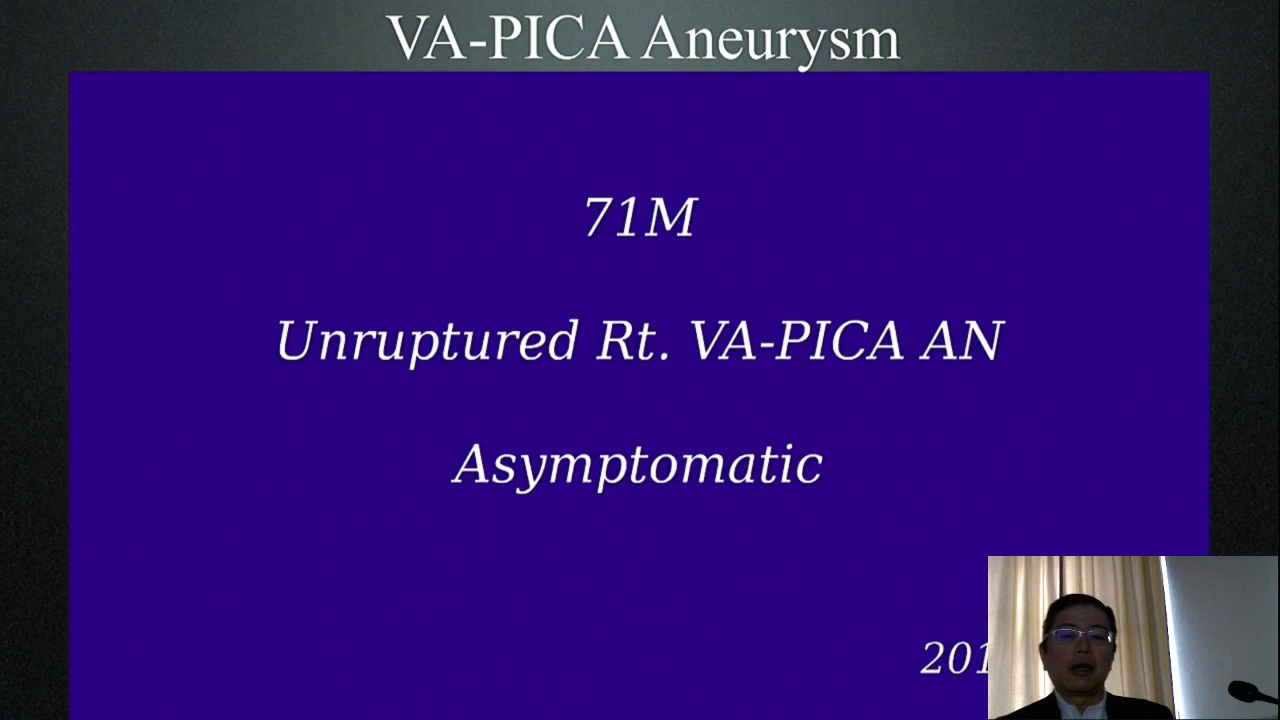 VA-PICA Aneurysm
71M
Unruptured Rt. VA-PICA AN
Asymptomatic